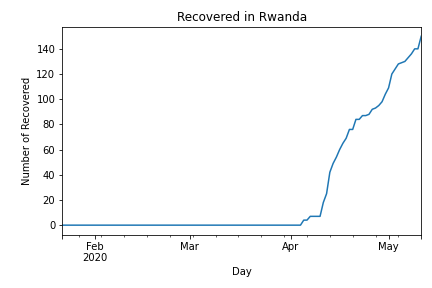 Recovered in Rwanda
140
120
100
80
60
40
20
0
Number of Recovered
Feb
2020
Mar
Apr
May
Day